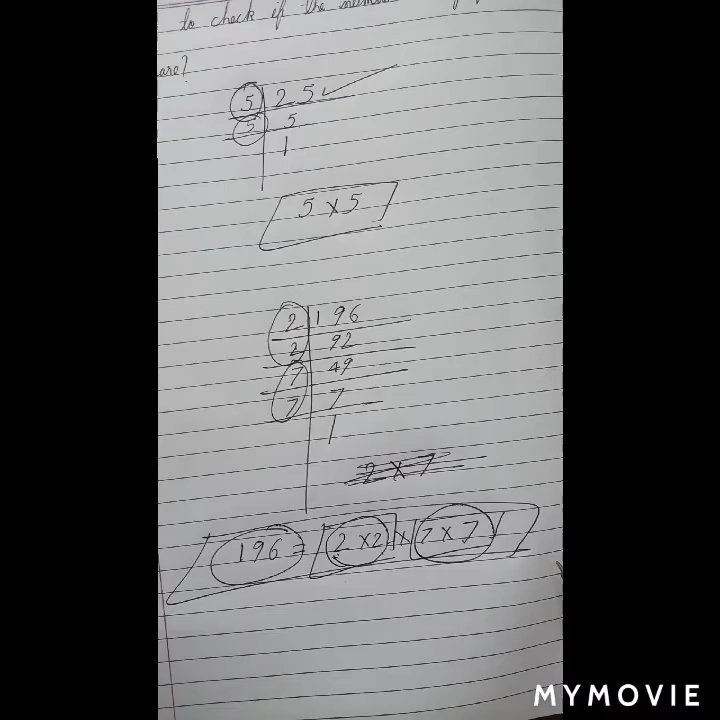 to check if the
are?
5 25 ✓
5 5
1
5 x 5
2 196
2 92
7 49
7 7
1
2 x 7
196 = 2 x 2 x 7 x 7
MYMOVIE